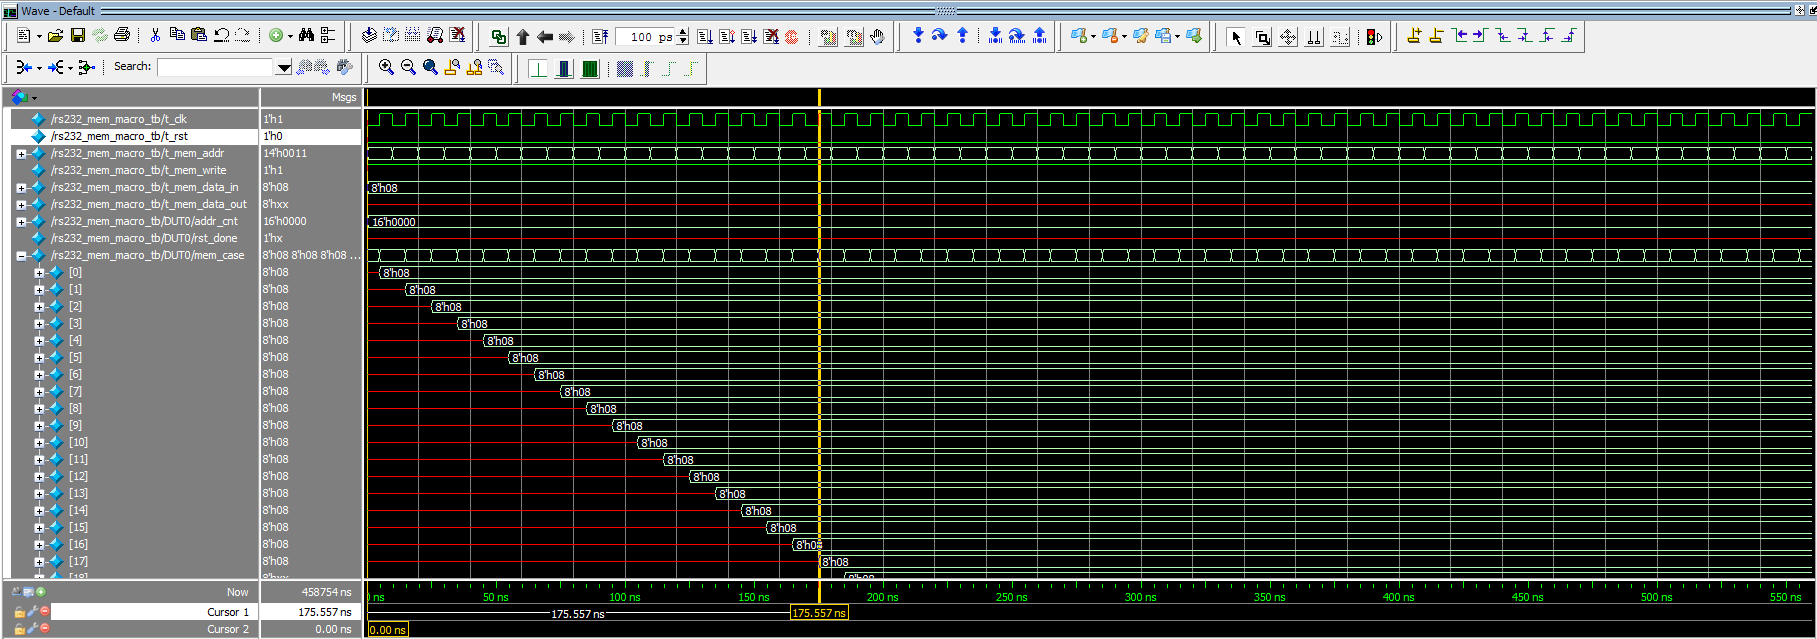 Wave - Default
100 ps
Search:
Msgs
/rs232_mem_macro_tb/t_clk 1'h1
/rs232_mem_macro_tb/t_rst 1'h0
/rs232_mem_macro_tb/t_mem_addr 14'h0011
/rs232_mem_macro_tb/t_mem_write 1'h1
/rs232_mem_macro_tb/t_mem_data_in 8'h08 8'h08
/rs232_mem_macro_tb/t_mem_data_out 8'hxx
/rs232_mem_macro_tb/DUT0/addr_cnt 16'h0000 16'h0000
/rs232_mem_macro_tb/DUT0/rst_done 1'hx
/rs232_mem_macro_tb/DUT0/mem_case 8'h08 8'h08 8'h08 ...
[0] 8'h08 8'h08
[1] 8'h08 8'h08
[2] 8'h08 8'h08
[3] 8'h08 8'h08
[4] 8'h08 8'h08
[5] 8'h08 8'h08
[6] 8'h08 8'h08
[7] 8'h08 8'h08
[8] 8'h08 8'h08
[9] 8'h08 8'h08
[10] 8'h08 8'h08
[11] 8'h08 8'h08
[12] 8'h08 8'h08
[13] 8'h08 8'h08
[14] 8'h08 8'h08
[15] 8'h08 8'h08
[16] 8'h08 8'h08
[17] 8'h08 8'h08
Now 458754 ns
ns 50 ns 100 ns 150 ns 200 ns 250 ns 300 ns 350 ns 400 ns 450 ns 500 ns 550 ns
Cursor 1 175.557 ns 175.557 ns 175.557 ns
Cursor 2 0.00 ns 0.00 ns